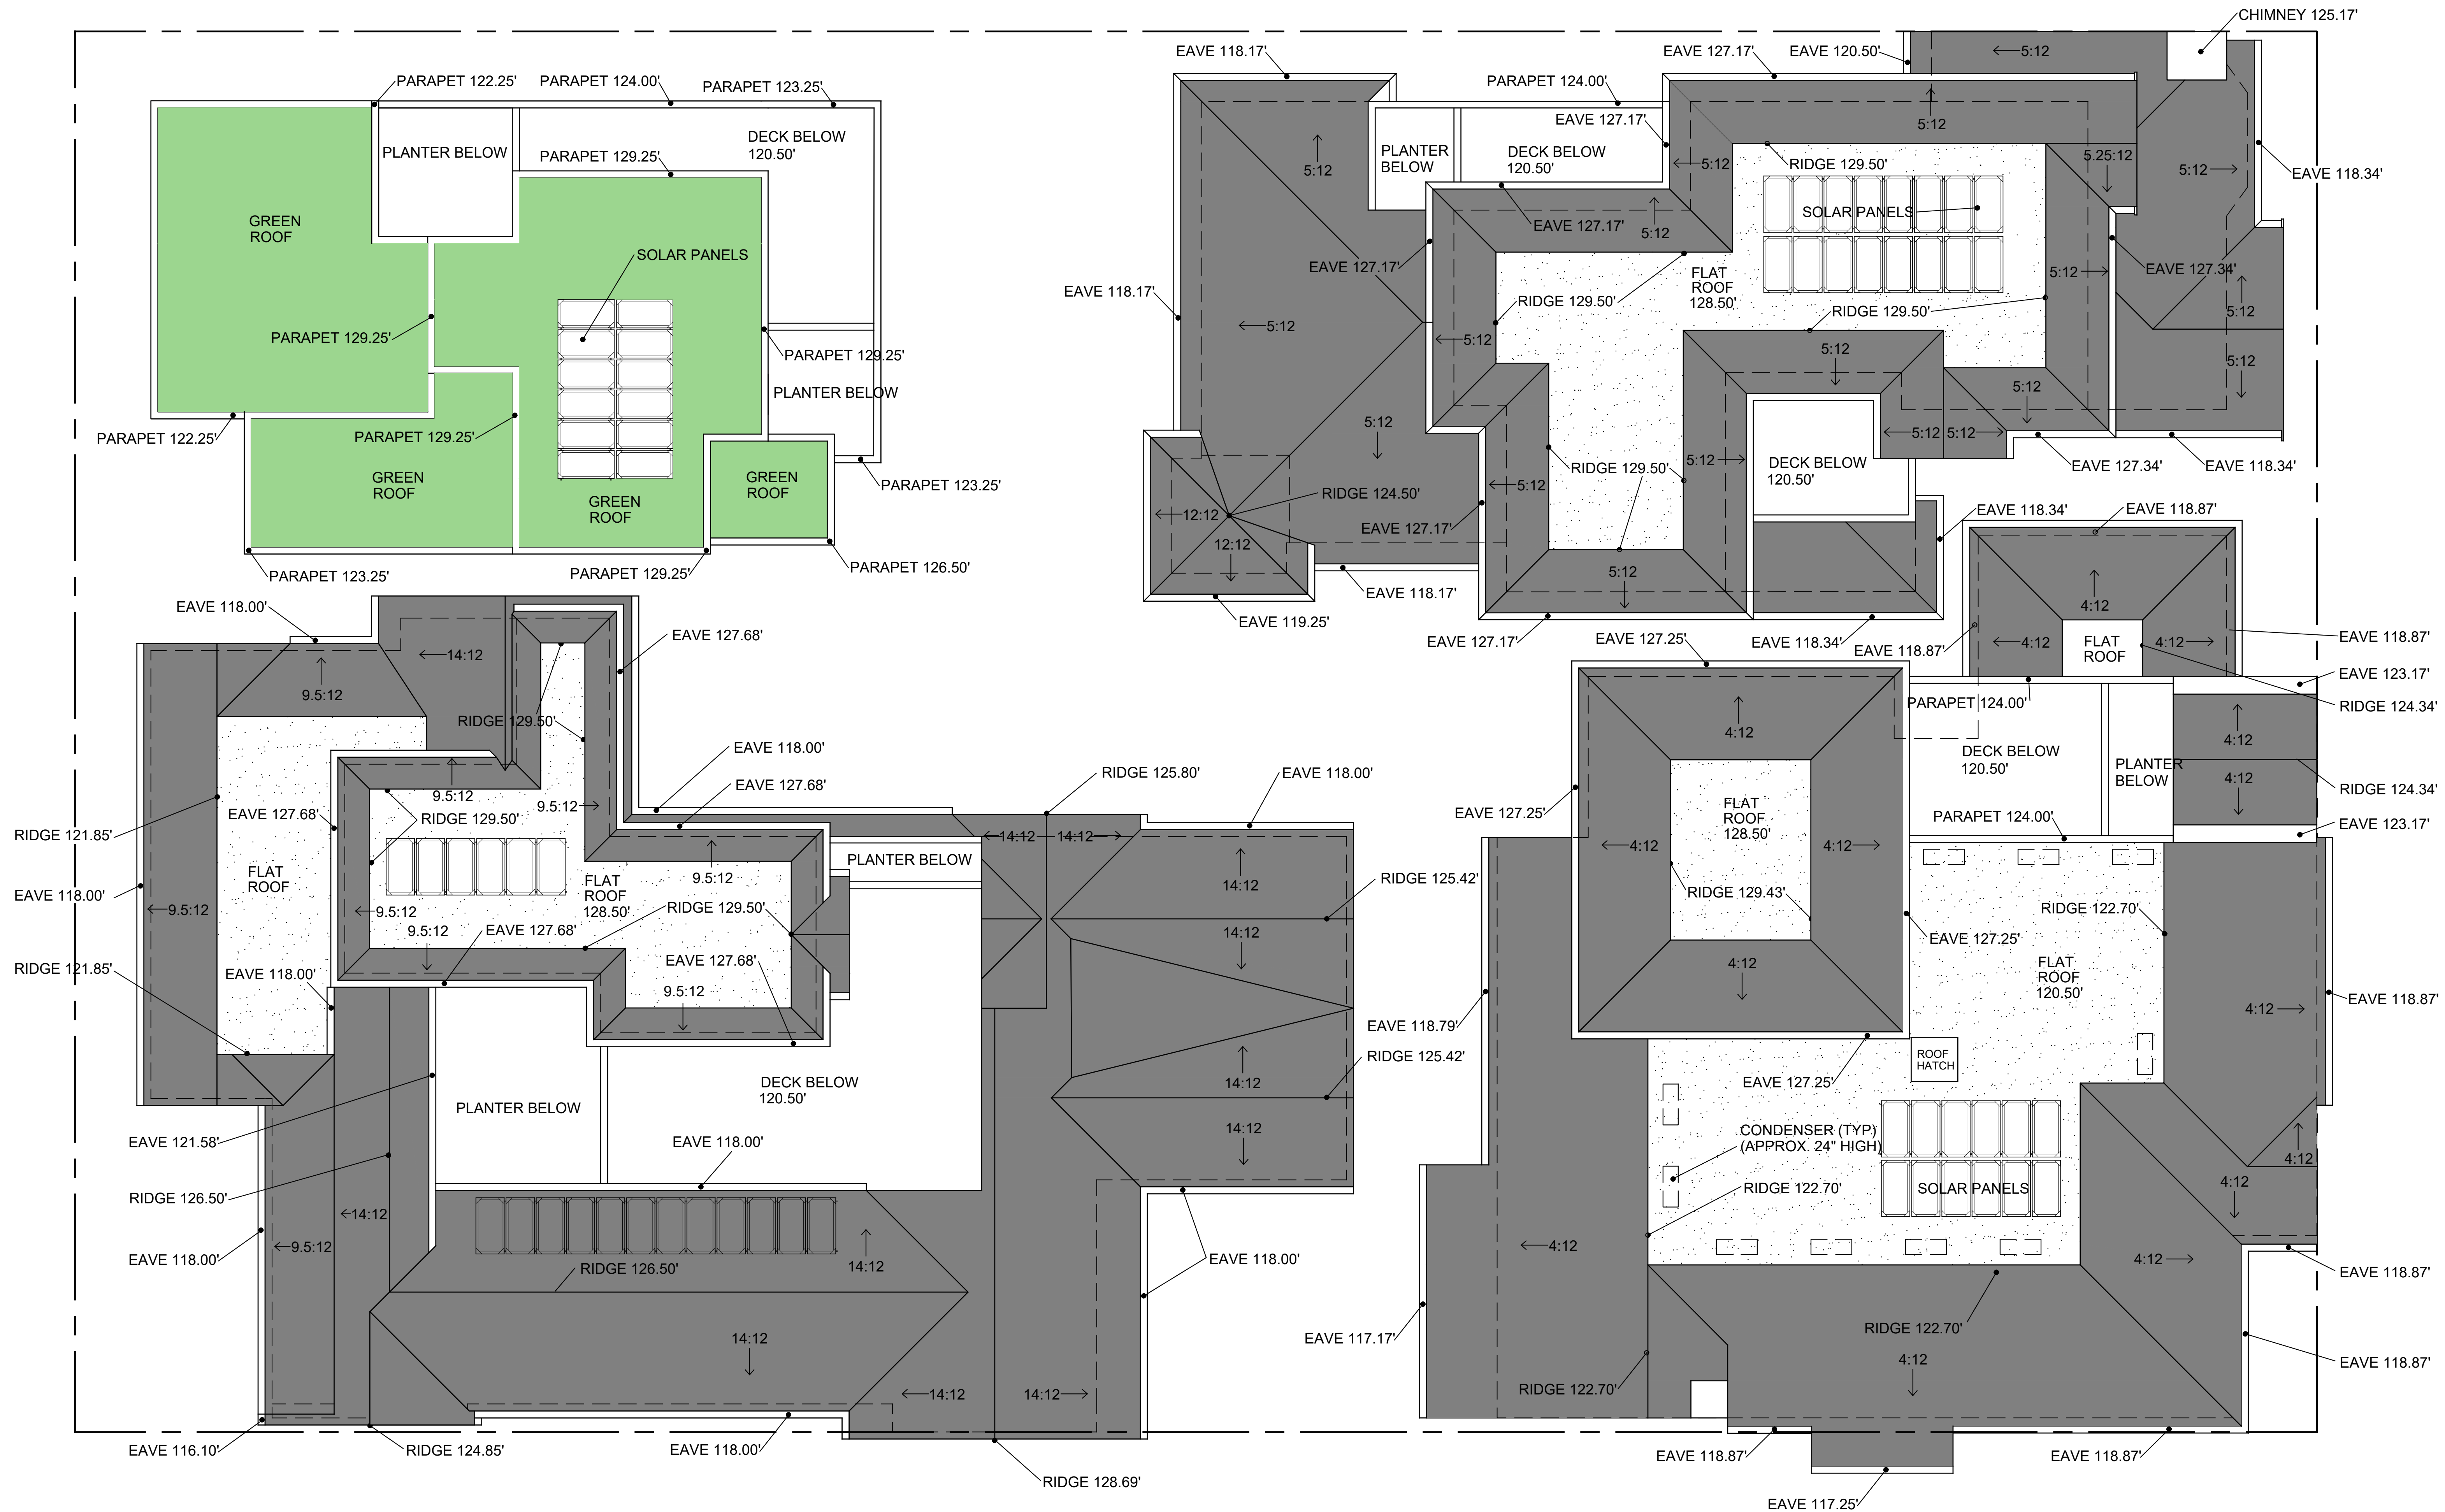 CHIMNEY 125.17'
PARAPET 122.25'
PARAPET 124.00'
PARAPET 123.25'
PLANTER BELOW
DECK BELOW
120.50'
PARAPET 129.25'
GREEN
ROOF
SOLAR PANELS
PARAPET 129.25'
PARAPET 129.25'
PLANTER BELOW
PARAPET 122.25'
PARAPET 129.25'
GREEN
ROOF
GREEN
ROOF
GREEN
ROOF
PARAPET 123.25'
PARAPET 123.25'
PARAPET 129.25'
PARAPET 126.50'
EAVE 118.17'
PARAPET 124.00'
EAVE 127.17'
EAVE 120.50'
5:12
EAVE 127.17'
5:12
PLANTER
BELOW
DECK BELOW
120.50'
5:12
5:12
RIDGE 129.50'
5.25:12
5:12
EAVE 118.34'
SOLAR PANELS
EAVE 127.17'
5:12
EAVE 127.17'
FLAT
ROOF
128.50'
5:12
EAVE 127.34'
EAVE 118.17'
RIDGE 129.50'
RIDGE 129.50'
5:12
5:12
5:12
5:12
5:12
5:12
5:12
5:12
5:12
5:12
5:12
DECK BELOW
120.50'
EAVE 127.34'
EAVE 118.34'
RIDGE 129.50'
5:12
RIDGE 124.50'
12:12
EAVE 127.17'
12:12
5:12
EAVE 118.17'
EAVE 119.25'
EAVE 127.17'
EAVE 118.34'
EAVE 118.34'
EAVE 118.00'
14:12
9.5:12
EAVE 127.68'
RIDGE 129.50'
EAVE 118.00'
EAVE 127.68'
RIDGE 125.80'
EAVE 118.00'
9.5:12
9.5:12
RIDGE 129.50'
EAVE 127.68'
RIDGE 121.85'
14:12
14:12
PLANTER BELOW
9.5:12
14:12
FLAT
ROOF
FLAT
ROOF
128.50'
RIDGE 125.42'
EAVE 118.00'
9.5:12
9.5:12
RIDGE 129.50'
9.5:12
EAVE 127.68'
14:12
RIDGE 121.85'
EAVE 118.00'
EAVE 127.68'
9.5:12
RIDGE 125.42'
DECK BELOW
120.50'
14:12
PLANTER BELOW
14:12
EAVE 121.58'
EAVE 118.00'
RIDGE 126.50'
14:12
9.5:12
EAVE 118.00'
RIDGE 126.50'
14:12
EAVE 118.00'
14:12
14:12
14:12
EAVE 116.10'
RIDGE 124.85'
EAVE 118.00'
RIDGE 128.69'
EAVE 118.87'
4:12
EAVE 127.25'
EAVE 118.87'
4:12
FLAT
ROOF
4:12
EAVE 118.87'
EAVE 123.17'
PARAPET 124.00'
RIDGE 124.34'
4:12
4:12
DECK BELOW
120.50'
PLANTER
BELOW
4:12
RIDGE 124.34'
EAVE 127.25'
FLAT
ROOF
128.50'
PARAPET 124.00'
EAVE 123.17'
4:12
4:12
RIDGE 129.43'
RIDGE 122.70'
EAVE 127.25'
4:12
FLAT
ROOF
120.50'
EAVE 118.87'
4:12
EAVE 118.79'
ROOF
HATCH
EAVE 127.25'
CONDENSER (TYP.)
(APPROX. 24" HIGH)
4:12
4:12
RIDGE 122.70'
SOLAR PANELS
4:12
4:12
EAVE 118.87'
EAVE 117.17'
RIDGE 122.70'
4:12
RIDGE 122.70'
EAVE 118.87'
EAVE 118.87'
EAVE 118.87'
EAVE 117.25'